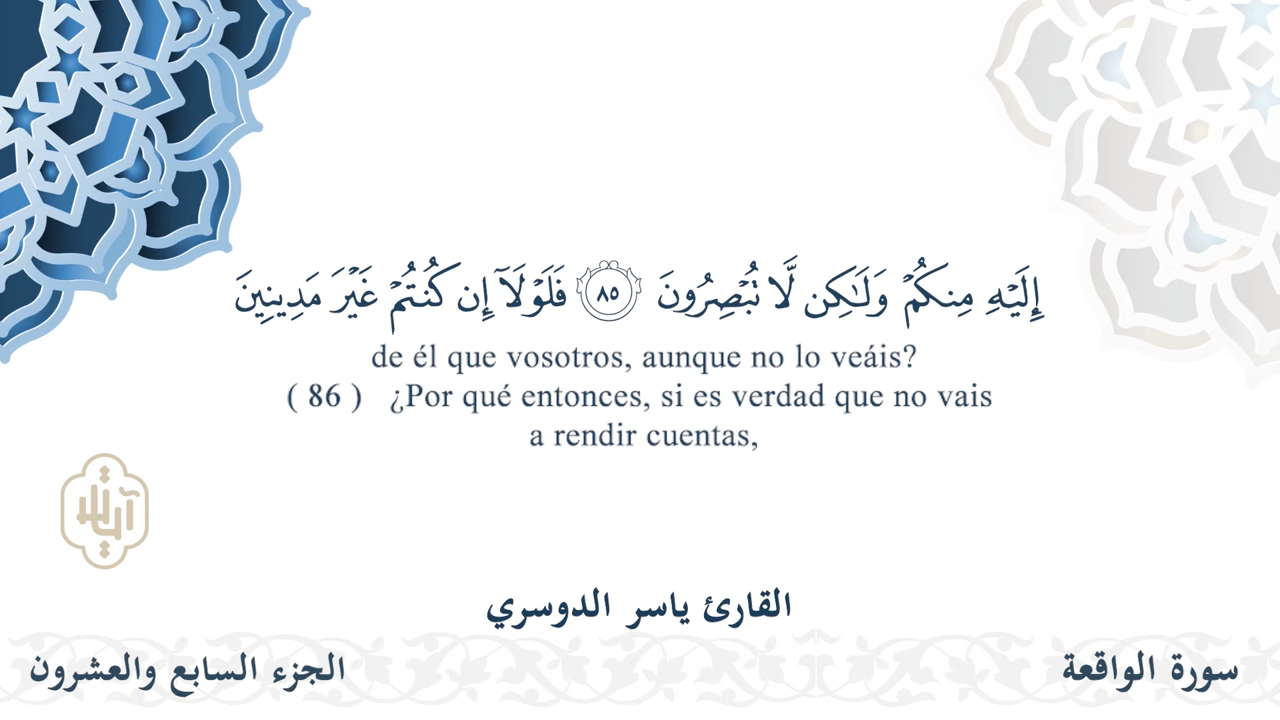 إِلَيْهِ مِنكُمْ وَلَـٰكِن لَّا تُبْصِرُونَ ٨٥ فَلَوْلَآ إِن كُنتُمْ غَيْرَ مَدِينِينَ
de él que vosotros, aunque no lo veáis?
( 86 ) ¿Por qué entonces, si es verdad que no vais
a rendir cuentas,
القارئ ياسر الدوسري
سورة الواقعة
الجزء السابع والعشرون